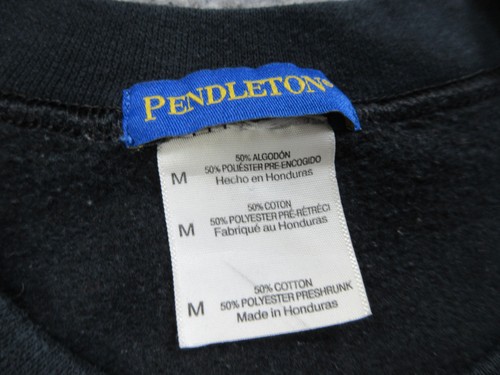 PENDLETON®
50% ALGODÓN
50% POLIÉSTER PRE-ENCOGIDO
M Hecho en Honduras
50% COTON
50% POLYESTER PRÉ-RÉTRÉCI
M Fabriqué au Honduras
50% COTTON
50% POLYESTER PRESHRUNK
M Made in Honduras